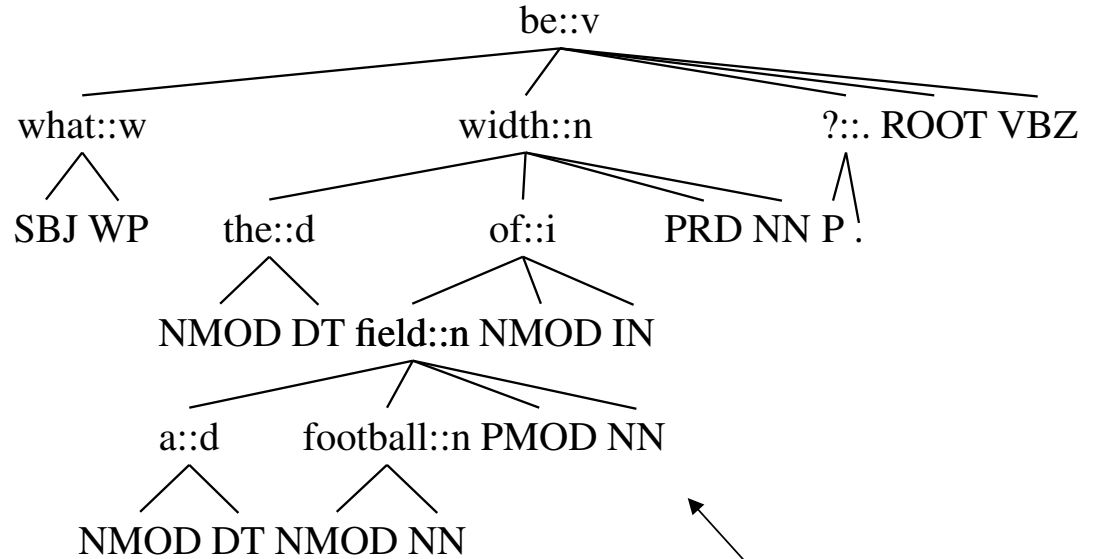 be::v
what::w width::n ?::. ROOT VBZ
SBJ WP the::d of::i PRD NN P .
NMOD DT field::n NMOD IN
a::d football::n PMOD NN
NMOD DT NMOD NN